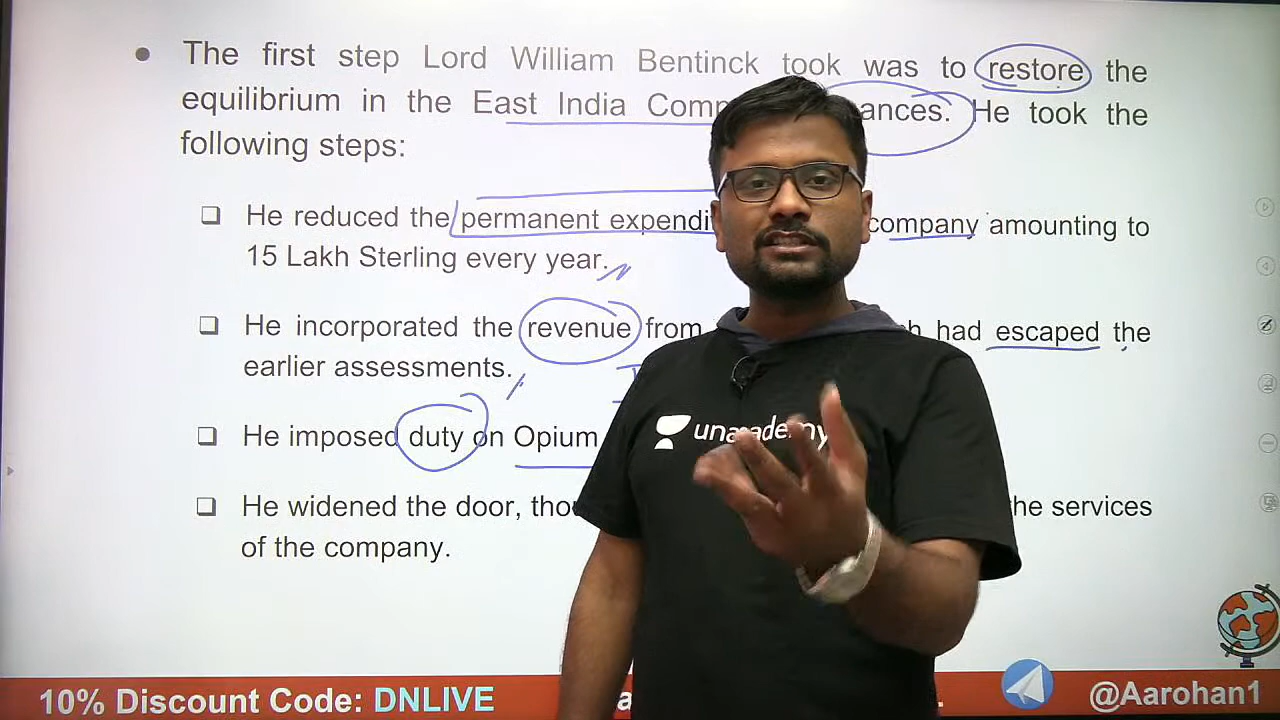 The first step Lord William Bentinck took was to restore the
equilibrium in the East India ances. He took the
following steps:
He reduced the permanent company amounting to
15 Lakh Sterling every year.
He incorporated the revenue from had escaped the
earlier assessments.
He imposed duty on Opium
He widened the door, the services
of the company.
unacademy
10% Discount Code: DNLIVE
@Aarohan1